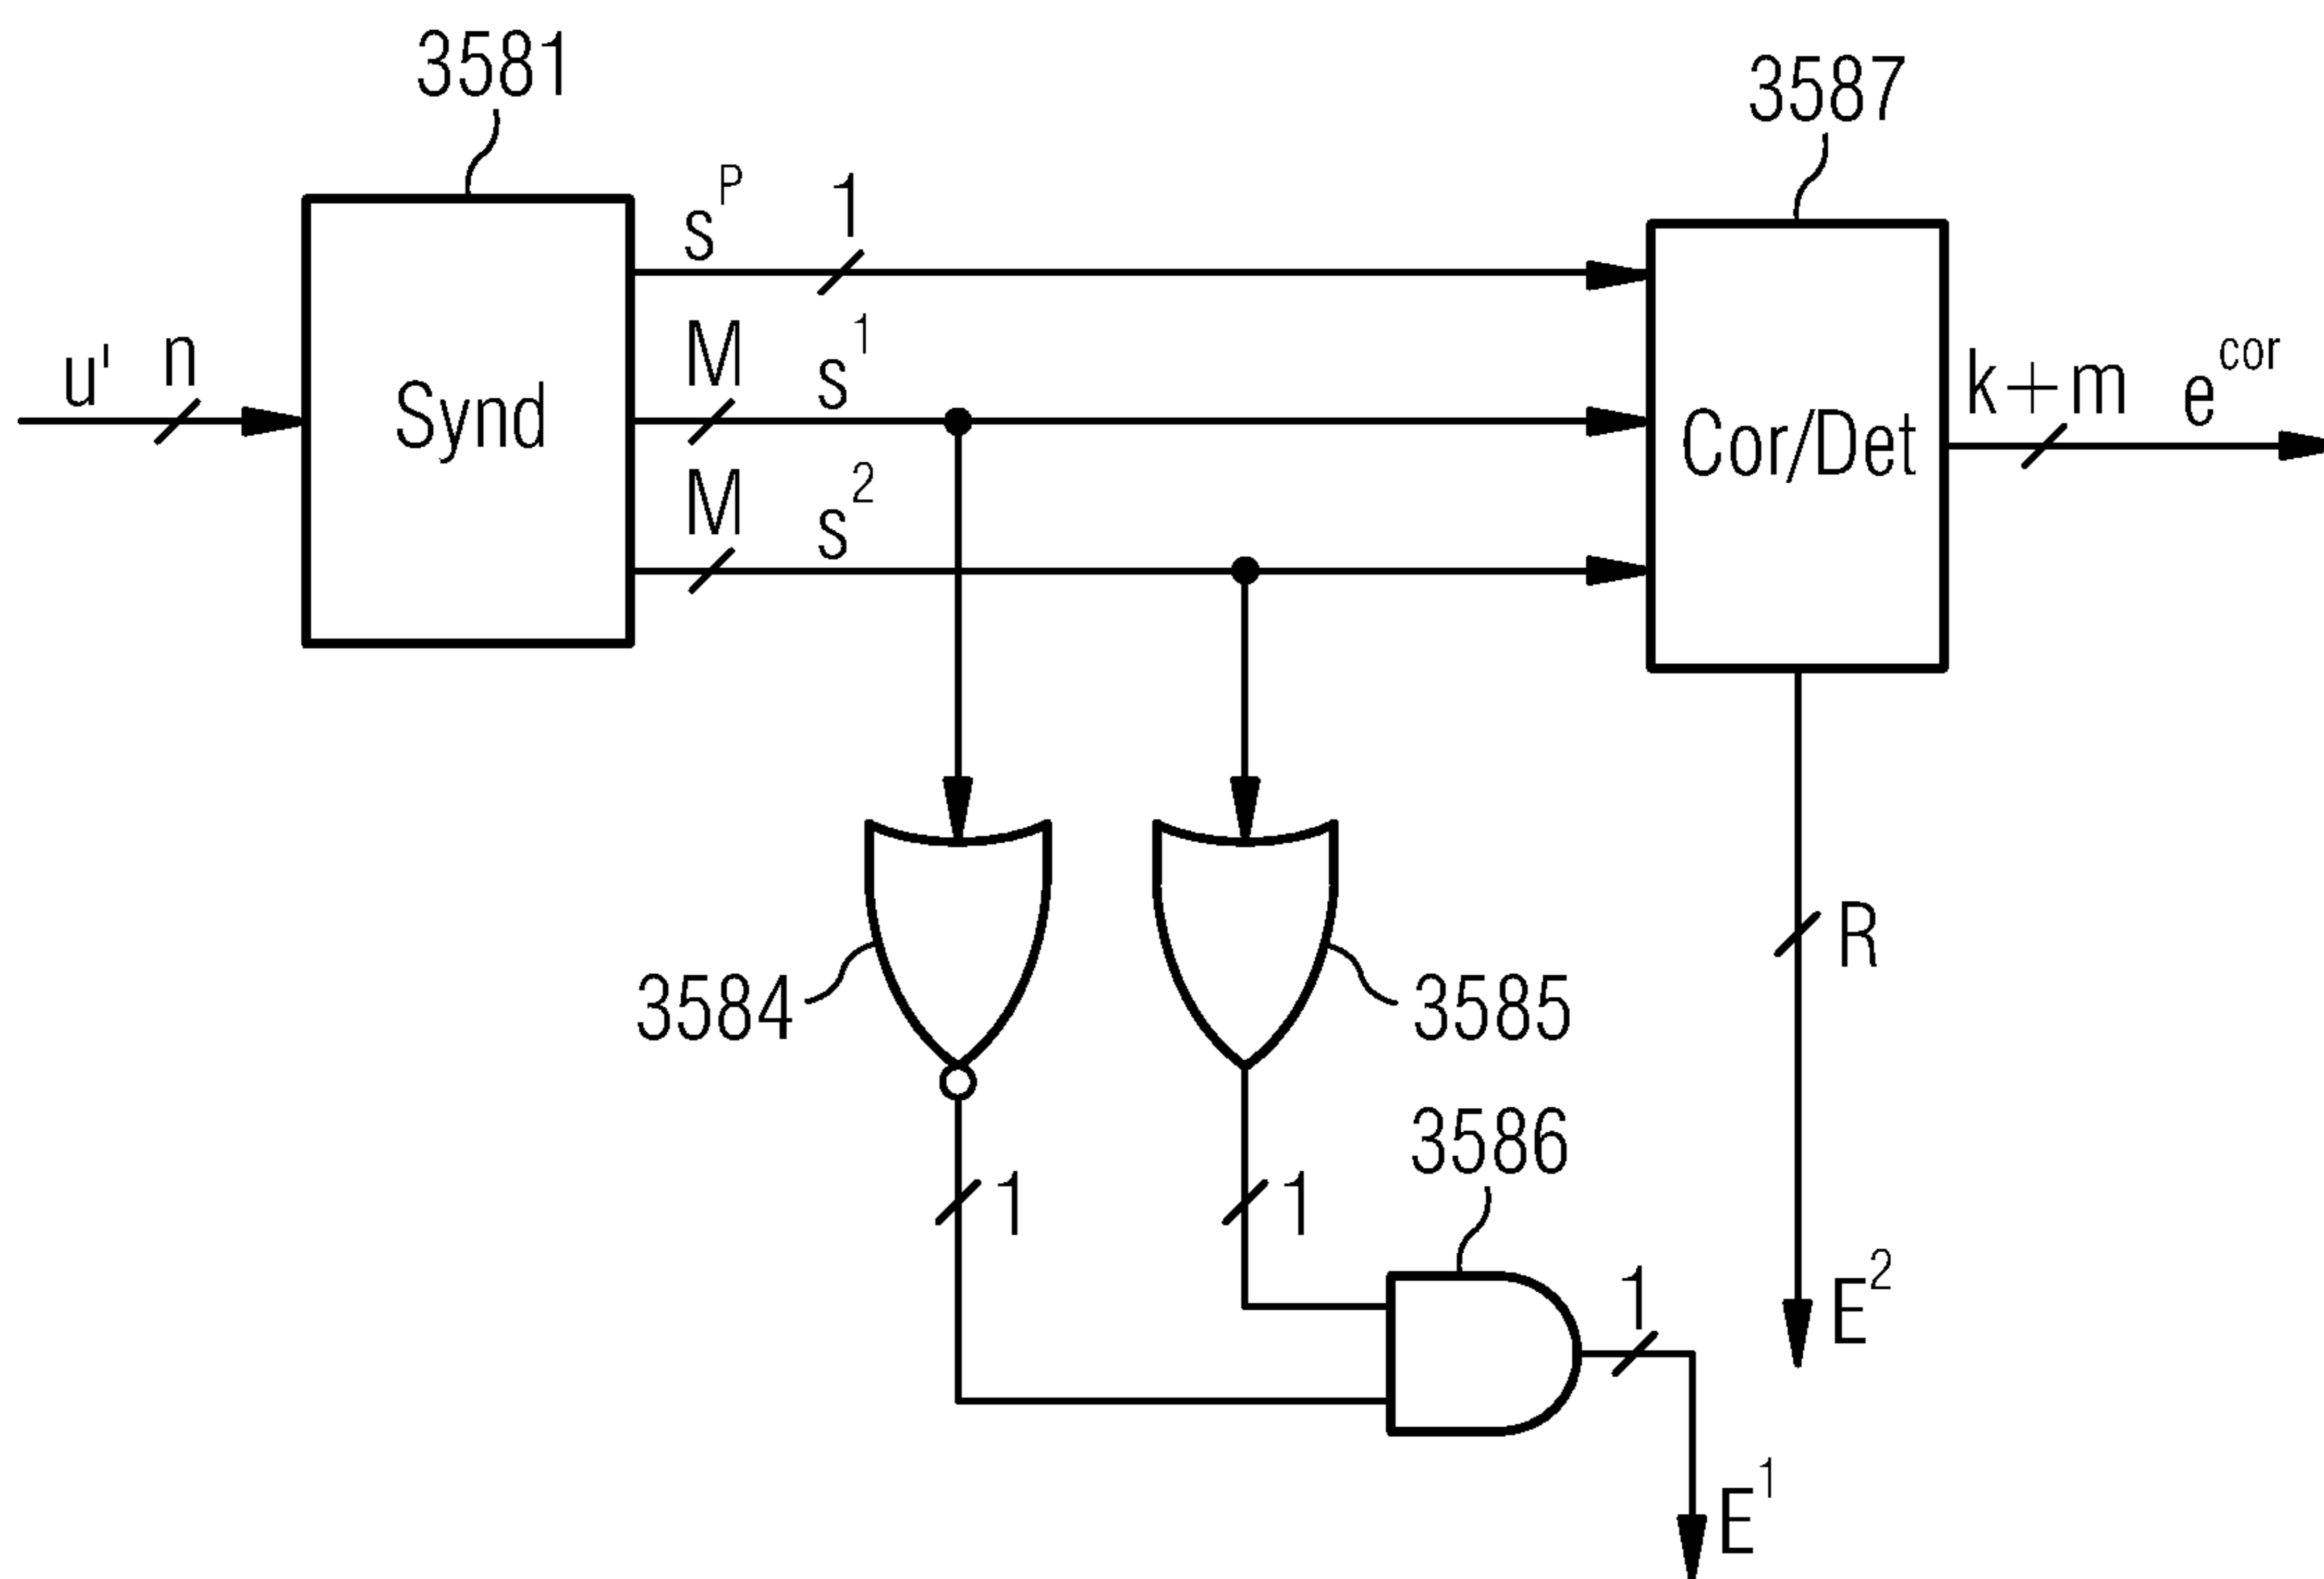 3581
3587
s^P 1
u' n
Synd
M s^1
M s^2
Cor/Det
k+m e^cor
3584
3585
R
3586
1
1
1
E^2
E^1